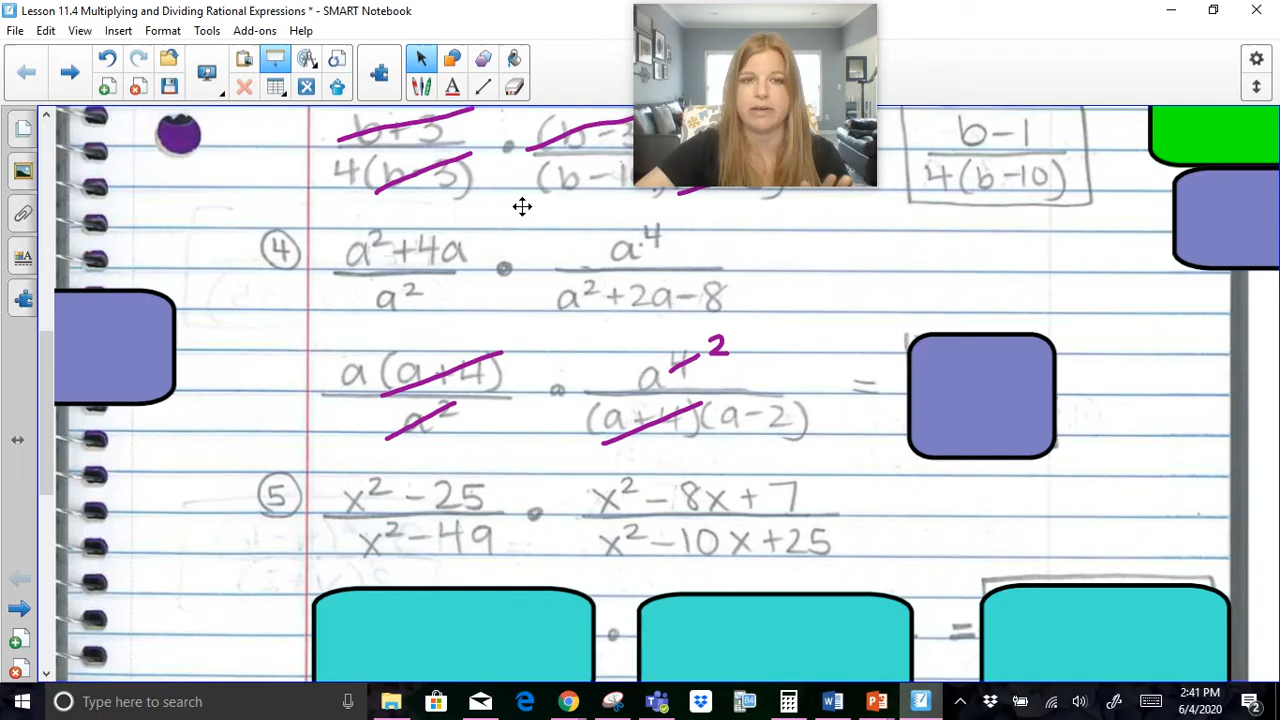 Lesson 11.4 Multiplying and Dividing Rational Expressions * - SMART Notebook
File Edit View Insert Format Tools Add-ons Help
b+3 • (b-3 b-1
4(b-3) (b-10) 4(b-10)
④ a²+4a • a⁴
a² a²+2a-8
a(a+4) • a⁴ 2 =
a² (a+4)(a-2)
⑤ x²-25 • x²-8x+7
x²-49 x²-10x+25
• =
Type here to search
2:41 PM
6/4/2020
2